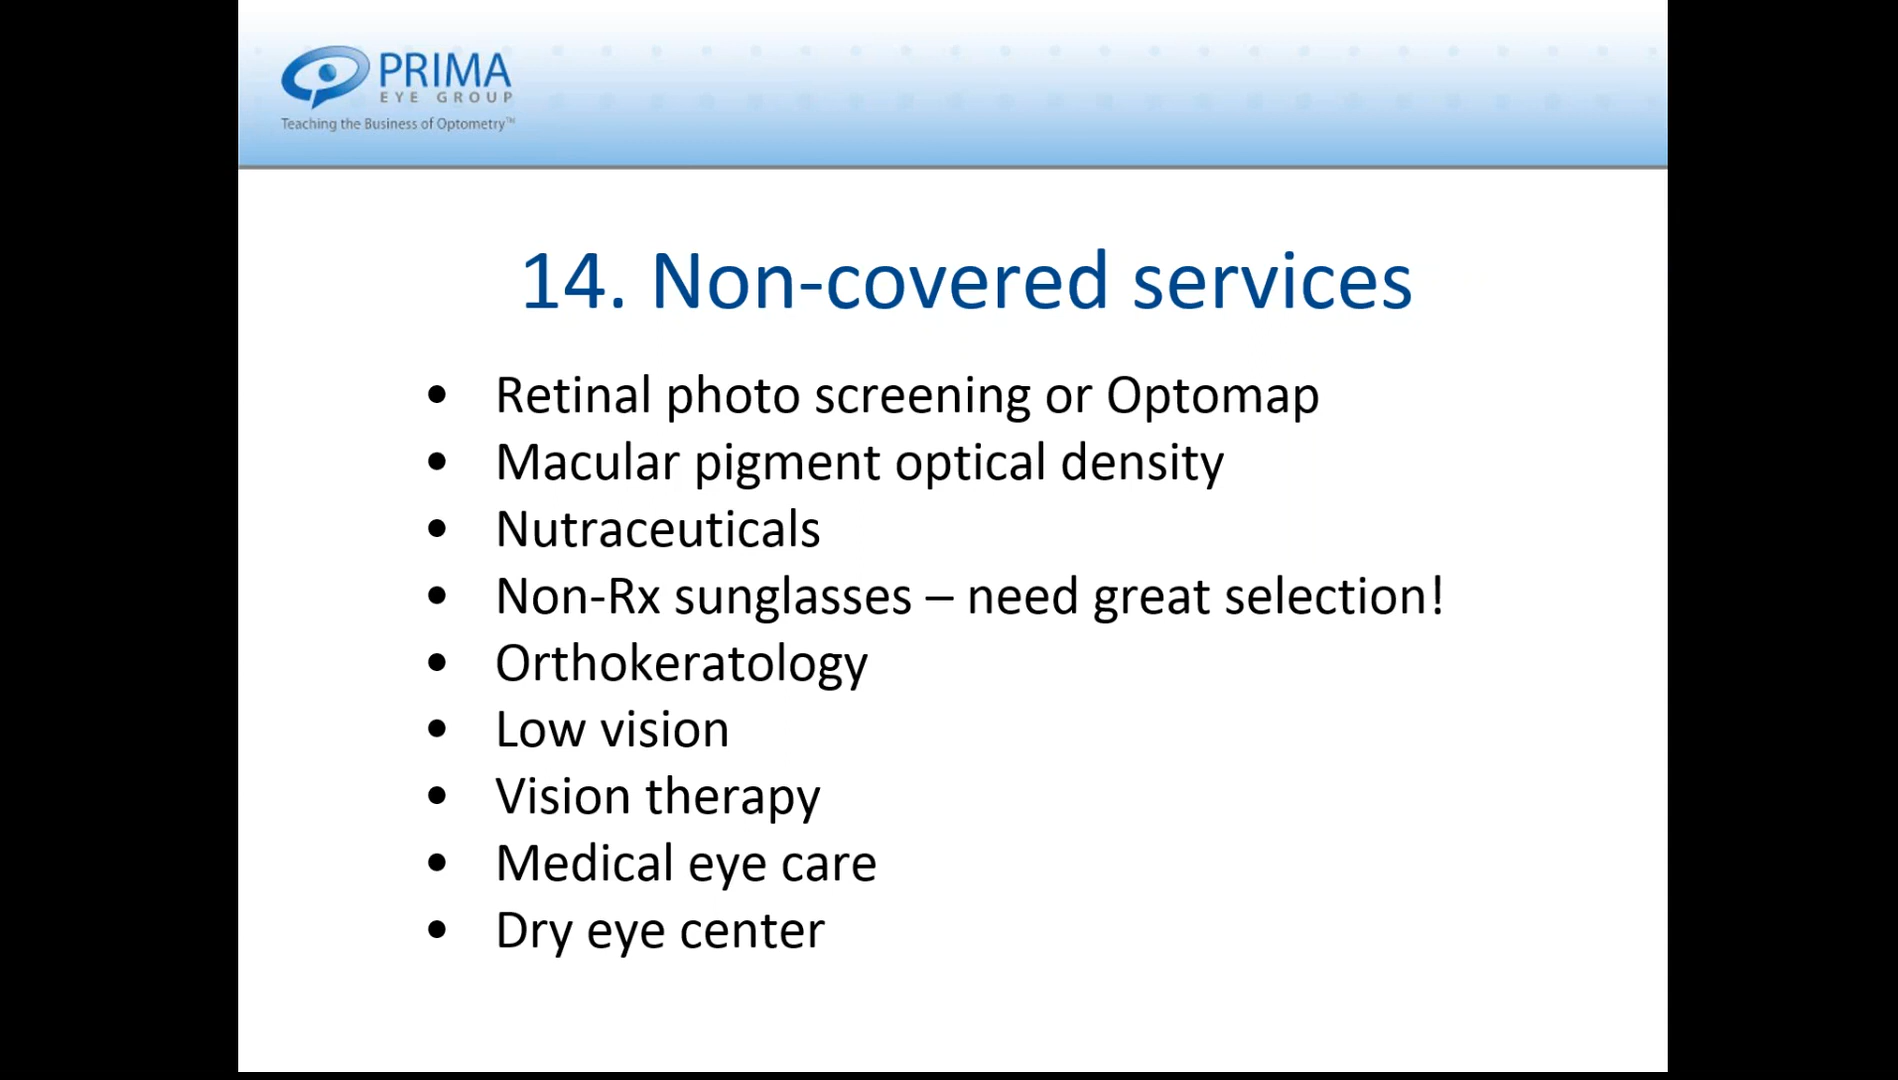 PRIMA
EYE GROUP
Teaching the Business of Optometry™
14. Non-covered services
• Retinal photo screening or Optomap
• Macular pigment optical density
• Nutraceuticals
• Non-Rx sunglasses – need great selection!
• Orthokeratology
• Low vision
• Vision therapy
• Medical eye care
• Dry eye center